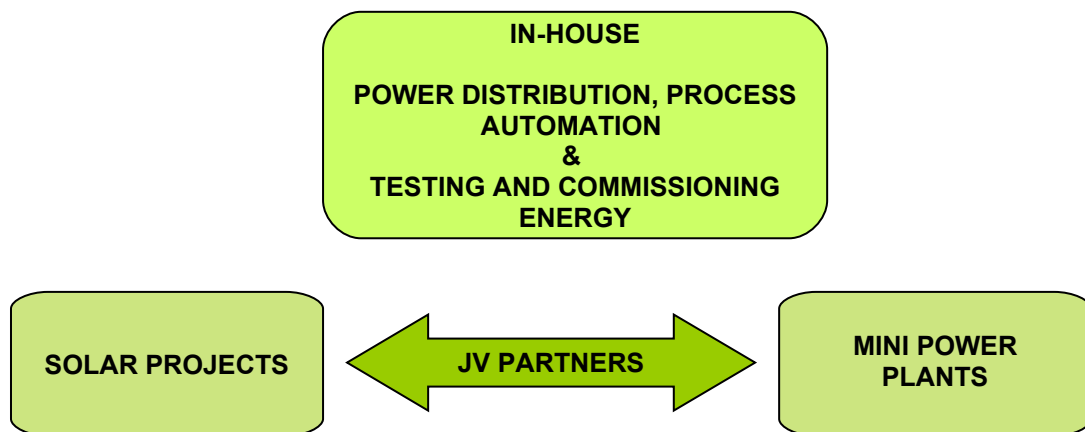 IN-HOUSE
POWER DISTRIBUTION, PROCESS
AUTOMATION
&
TESTING AND COMMISSIONING
ENERGY
SOLAR PROJECTS
JV PARTNERS
MINI POWER
PLANTS